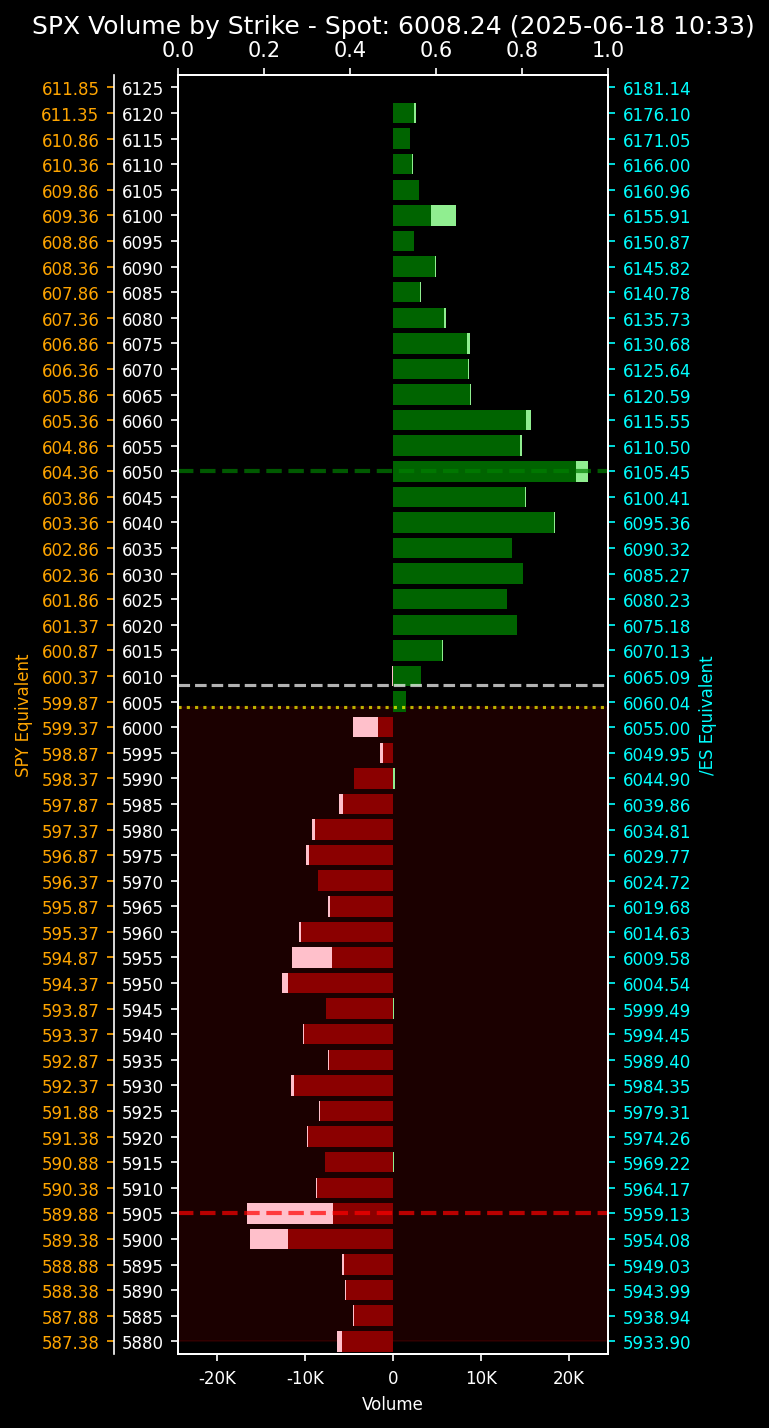 SPX Volume by Strike - Spot: 6008.24 (2025-06-18 10:33)
0.0 0.2 0.4 0.6 0.8 1.0
611.85 6125 6181.14
611.35 6120 6176.10
610.86 6115 6171.05
610.36 6110 6166.00
609.86 6105 6160.96
609.36 6100 6155.91
608.86 6095 6150.87
608.36 6090 6145.82
607.86 6085 6140.78
607.36 6080 6135.73
606.86 6075 6130.68
606.36 6070 6125.64
605.86 6065 6120.59
605.36 6060 6115.55
604.86 6055 6110.50
604.36 6050 6105.45
603.86 6045 6100.41
603.36 6040 6095.36
602.86 6035 6090.32
602.36 6030 6085.27
601.86 6025 6080.23
601.37 6020 6075.18
600.87 6015 6070.13
600.37 6010 6065.09
599.87 6005 6060.04
599.37 6000 6055.00
598.87 5995 6049.95
598.37 5990 6044.90
597.87 5985 6039.86
597.37 5980 6034.81
596.87 5975 6029.77
596.37 5970 6024.72
595.87 5965 6019.68
595.37 5960 6014.63
594.87 5955 6009.58
594.37 5950 6004.54
593.87 5945 5999.49
593.37 5940 5994.45
592.87 5935 5989.40
592.37 5930 5984.35
591.88 5925 5979.31
591.38 5920 5974.26
590.88 5915 5969.22
590.38 5910 5964.17
589.88 5905 5959.13
589.38 5900 5954.08
588.88 5895 5949.03
588.38 5890 5943.99
587.88 5885 5938.94
587.38 5880 5933.90
SPY Equivalent
/ES Equivalent
-20K -10K 0 10K 20K
Volume